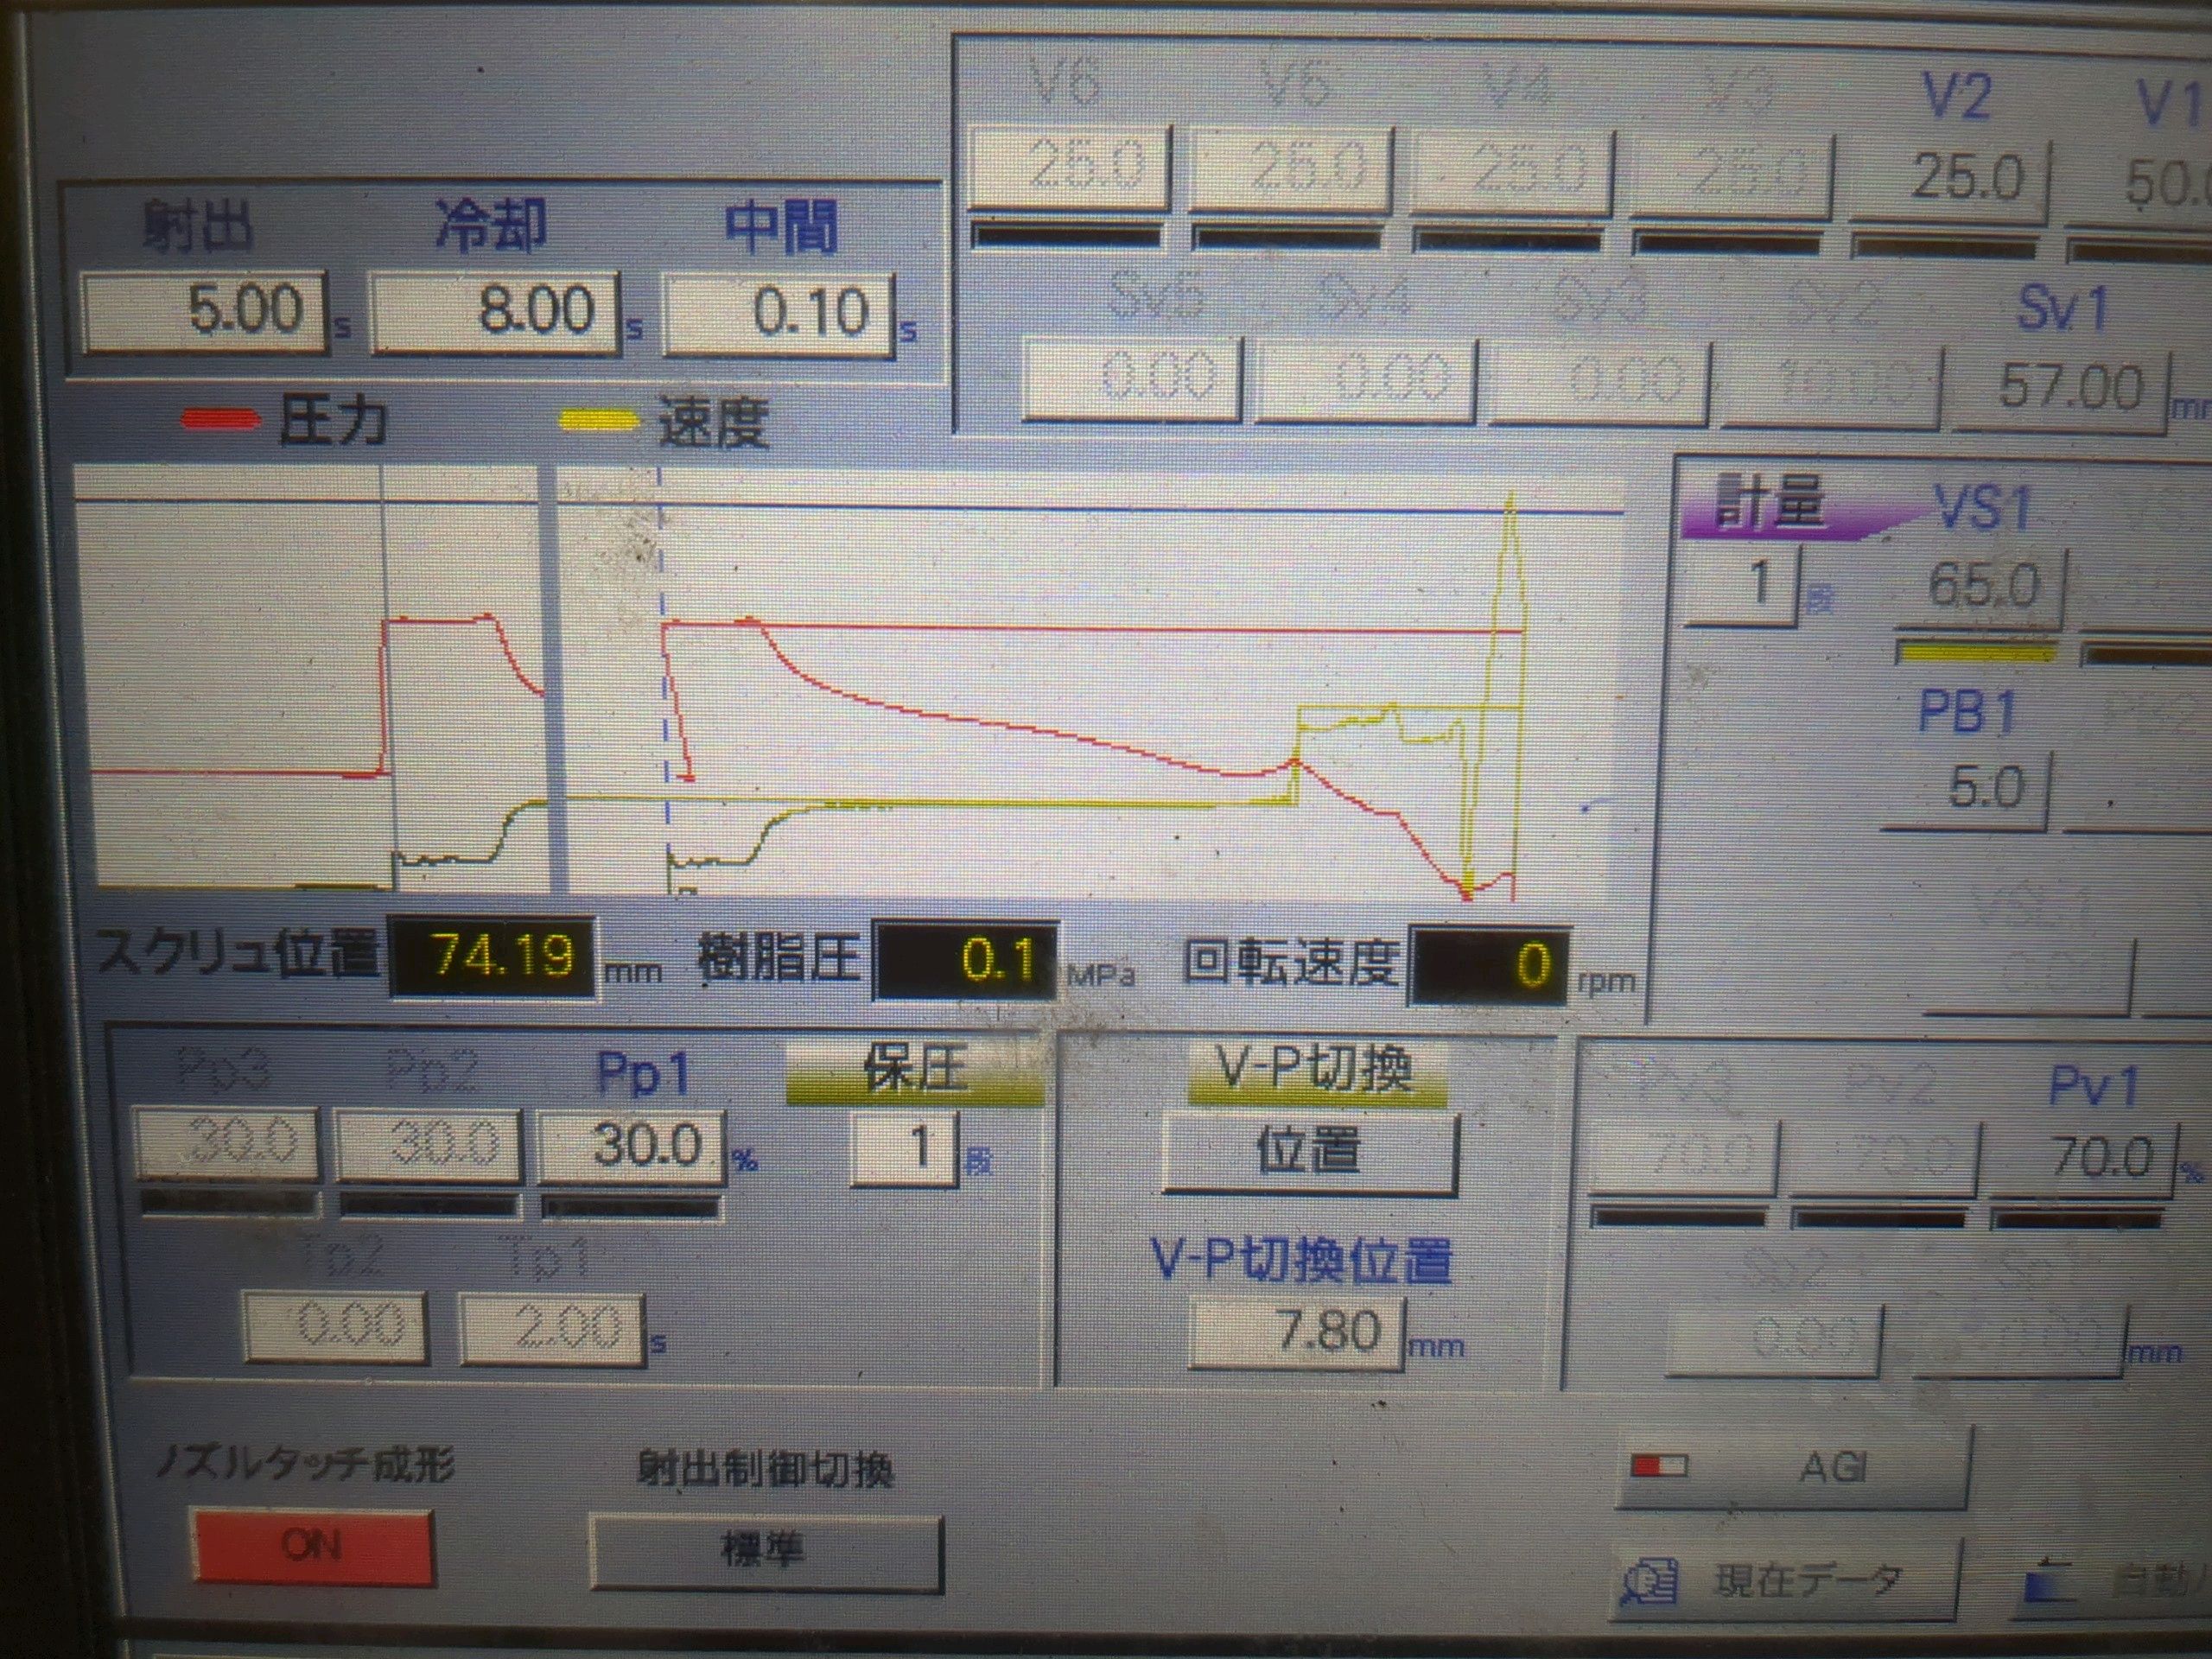 V6 V5 V4 V3 V2 V1
25.0 25.0 25.0 25.0 25.0 50.
射出 冷却 中間
5.00 s 8.00 s 0.10 s
Sv5 Sv4 Sv3 Sv2 Sv1
0.00 0.00 0.00 10.00 57.00
圧力 速度
計量 VS1
1 段 65.0
PB1 PB2
5.0
VSL1
スクリュ位置 74.19 mm 樹脂圧 0.1 MPa 回転速度 0 rpm
Pp3 Pp2 Pp1 保圧 V-P切換 Pv3 Pv2 Pv1
30.0 30.0 30.0 % 1 段 位置 70.0 70.0 70.0 %
Tp2 Tp1 V-P切換位置 Sp2
0.00 2.00 s 7.80 mm 0.00 mm
ノズルタッチ成形 射出制御切換 AGI
ON 標準 現在データ 自動